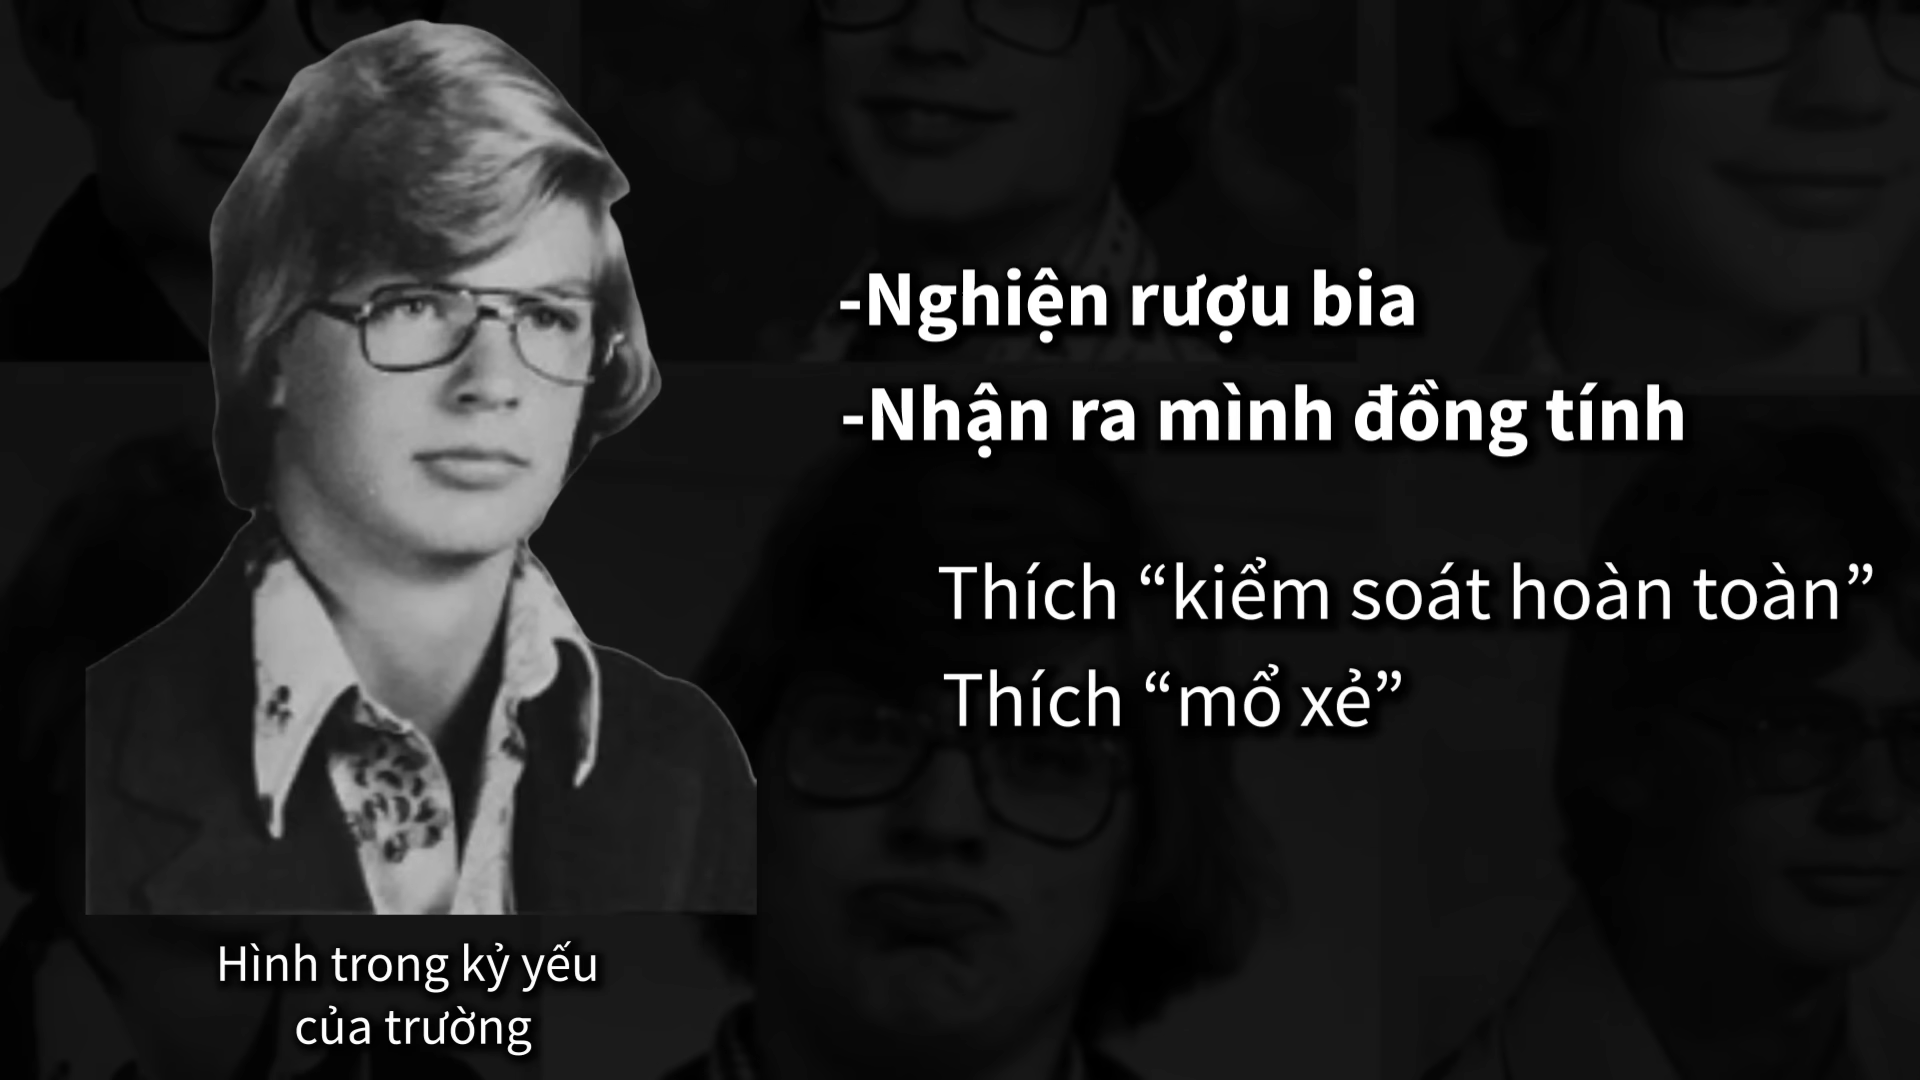 -Nghiện rượu bia
-Nhận ra mình đồng tính
Thích “kiểm soát hoàn toàn”
Thích “mổ xẻ”
Hình trong kỷ yếu
của trường